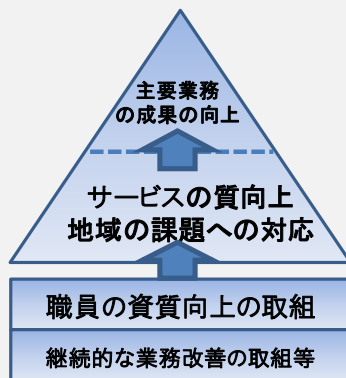 主要業務
の成果の向上
サービスの質向上
地域の課題への対応
職員の資質向上の取組
継続的な業務改善の取組等